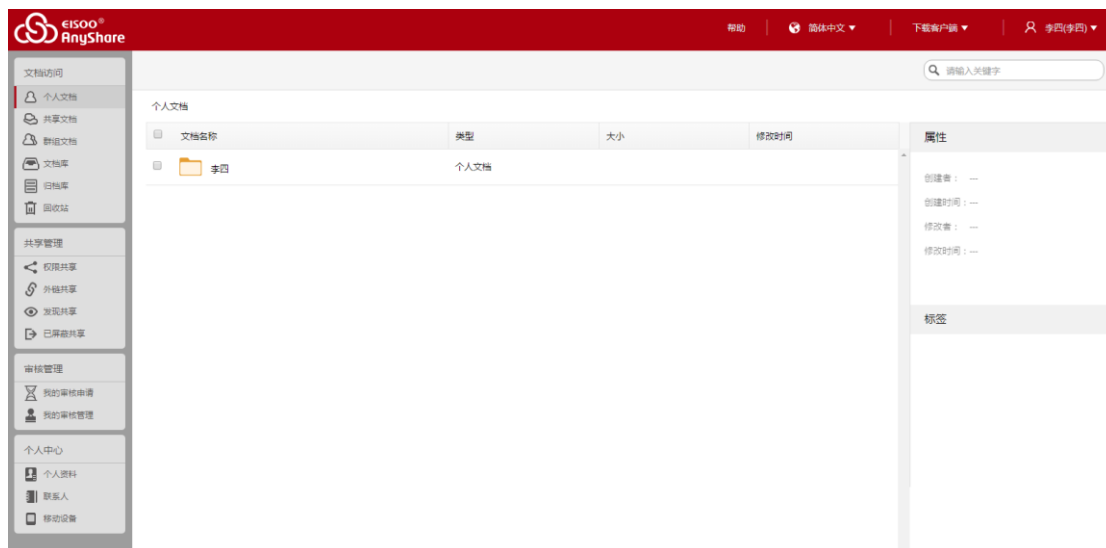 EISOO®
AnyShare
帮助
简体中文 ▼
下载客户端 ▼
李四(李四) ▼
文档访问
个人文档
共享文档
群组文档
文档库
归档库
回收站
共享管理
权限共享
外链共享
发现共享
已屏蔽共享
审核管理
我的审核申请
我的审核管理
个人中心
个人资料
联系人
移动设备
请输入关键字
个人文档
文档名称 类型 大小 修改时间
李四 个人文档
属性
创建者： ---
创建时间：---
修改者： ---
修改时间：---
标签